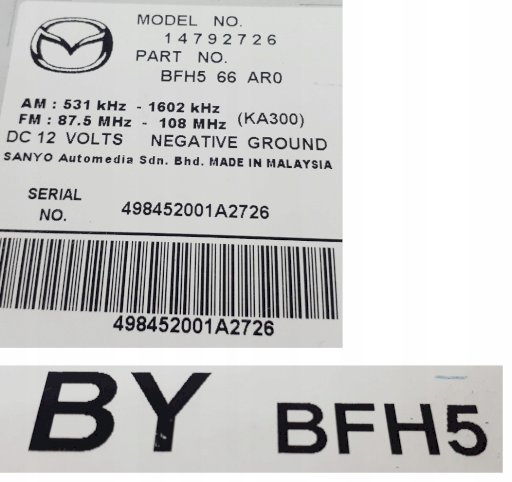 MODEL NO.
14792726
PART NO.
BFH5 66 AR0
AM : 531 kHz - 1602 kHz
FM : 87.5 MHz - 108 MHz (KA300)
DC 12 VOLTS NEGATIVE GROUND
SANYO Automedia Sdn. Bhd. MADE IN MALAYSIA
SERIAL
NO. 498452001A2726
498452001A2726
BY BFH5